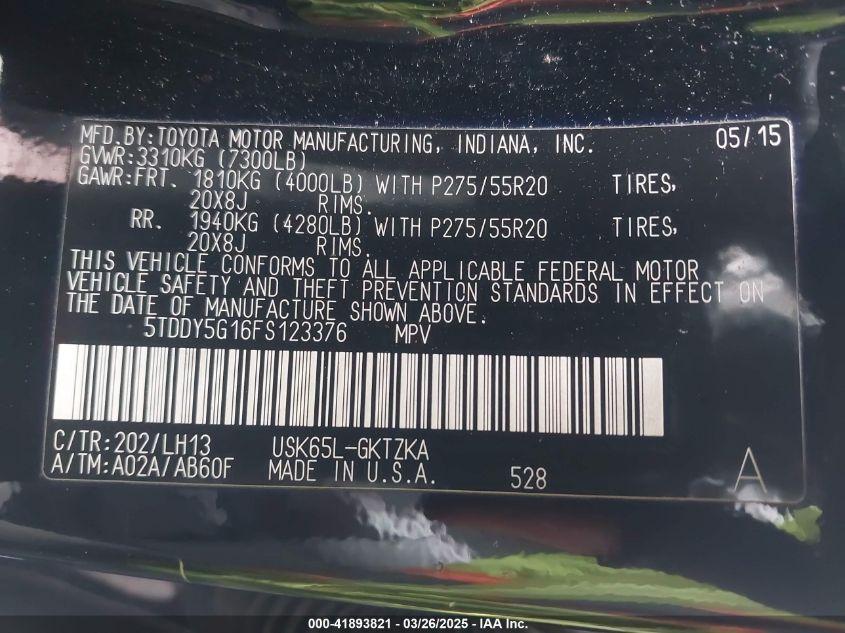 MFD. BY: TOYOTA MOTOR MANUFACTURING, INDIANA, INC. 05/15
GVWR: 3310KG (7300LB)
GAWR: FRT. 1810KG (4000LB) WITH P275/55R20 TIRES,
20X8J RIMS.
RR. 1940KG (4280LB) WITH P275/55R20 TIRES,
20X8J RIMS.
THIS VEHICLE CONFORMS TO ALL APPLICABLE FEDERAL MOTOR
VEHICLE SAFETY AND THEFT PREVENTION STANDARDS IN EFFECT ON
THE DATE OF MANUFACTURE SHOWN ABOVE.
5TDDY5G16FS123376 MPV
C/TR: 202/LH13 USK65L-GKTZKA
A/TM: A02A/AB60F MADE IN U.S.A. 528 A
000-41893821 - 03/26/2025 - IAA Inc.